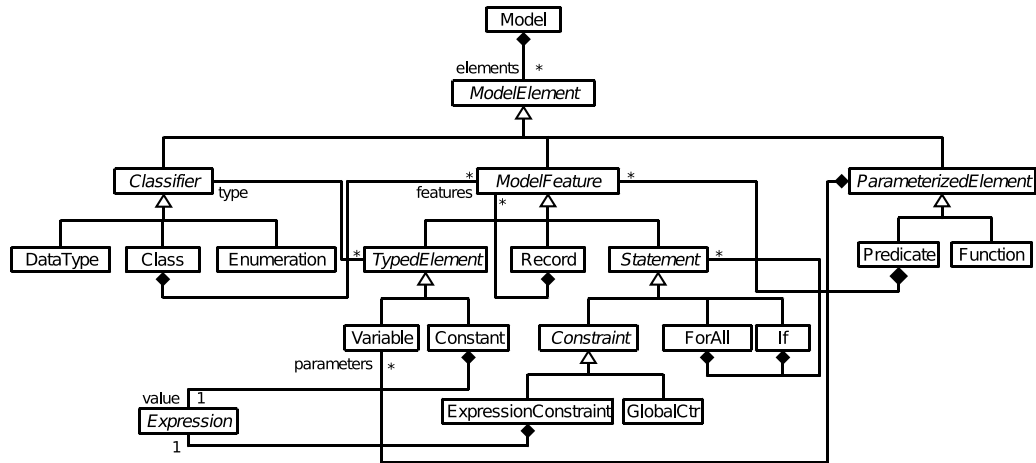 Model
elements *
ModelElement
Classifier
type
*
features
*
ModelFeature
*
ParameterizedElement
DataType
Class
Enumeration
*
TypedElement
Record
Statement
*
Predicate
Function
Variable
Constant
Constraint
ForAll
If
parameters *
value 1
Expression
1
ExpressionConstraint
GlobalCtr